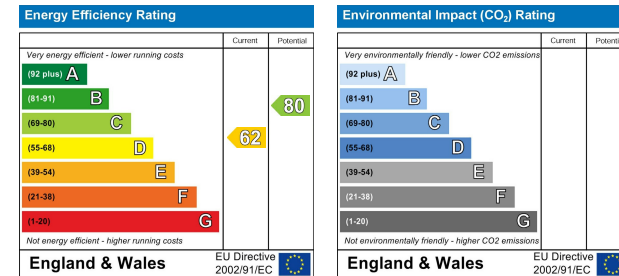 Energy Efficiency Rating
Current Potential
Very energy efficient - lower running costs
(92 plus) A
(81-91) B
(69-80) C
(55-68) D
(39-54) E
(21-38) F
(1-20) G
62
80
Not energy efficient - higher running costs
England & Wales
EU Directive
2002/91/EC
Environmental Impact (CO₂) Rating
Current Potenti
Very environmentally friendly - lower CO2 emissions
(92 plus) A
(81-91) B
(69-80) C
(55-68) D
(39-54) E
(21-38) F
(1-20) G
Not environmentally friendly - higher CO2 emissions
England & Wales
EU Directive
2002/91/EC